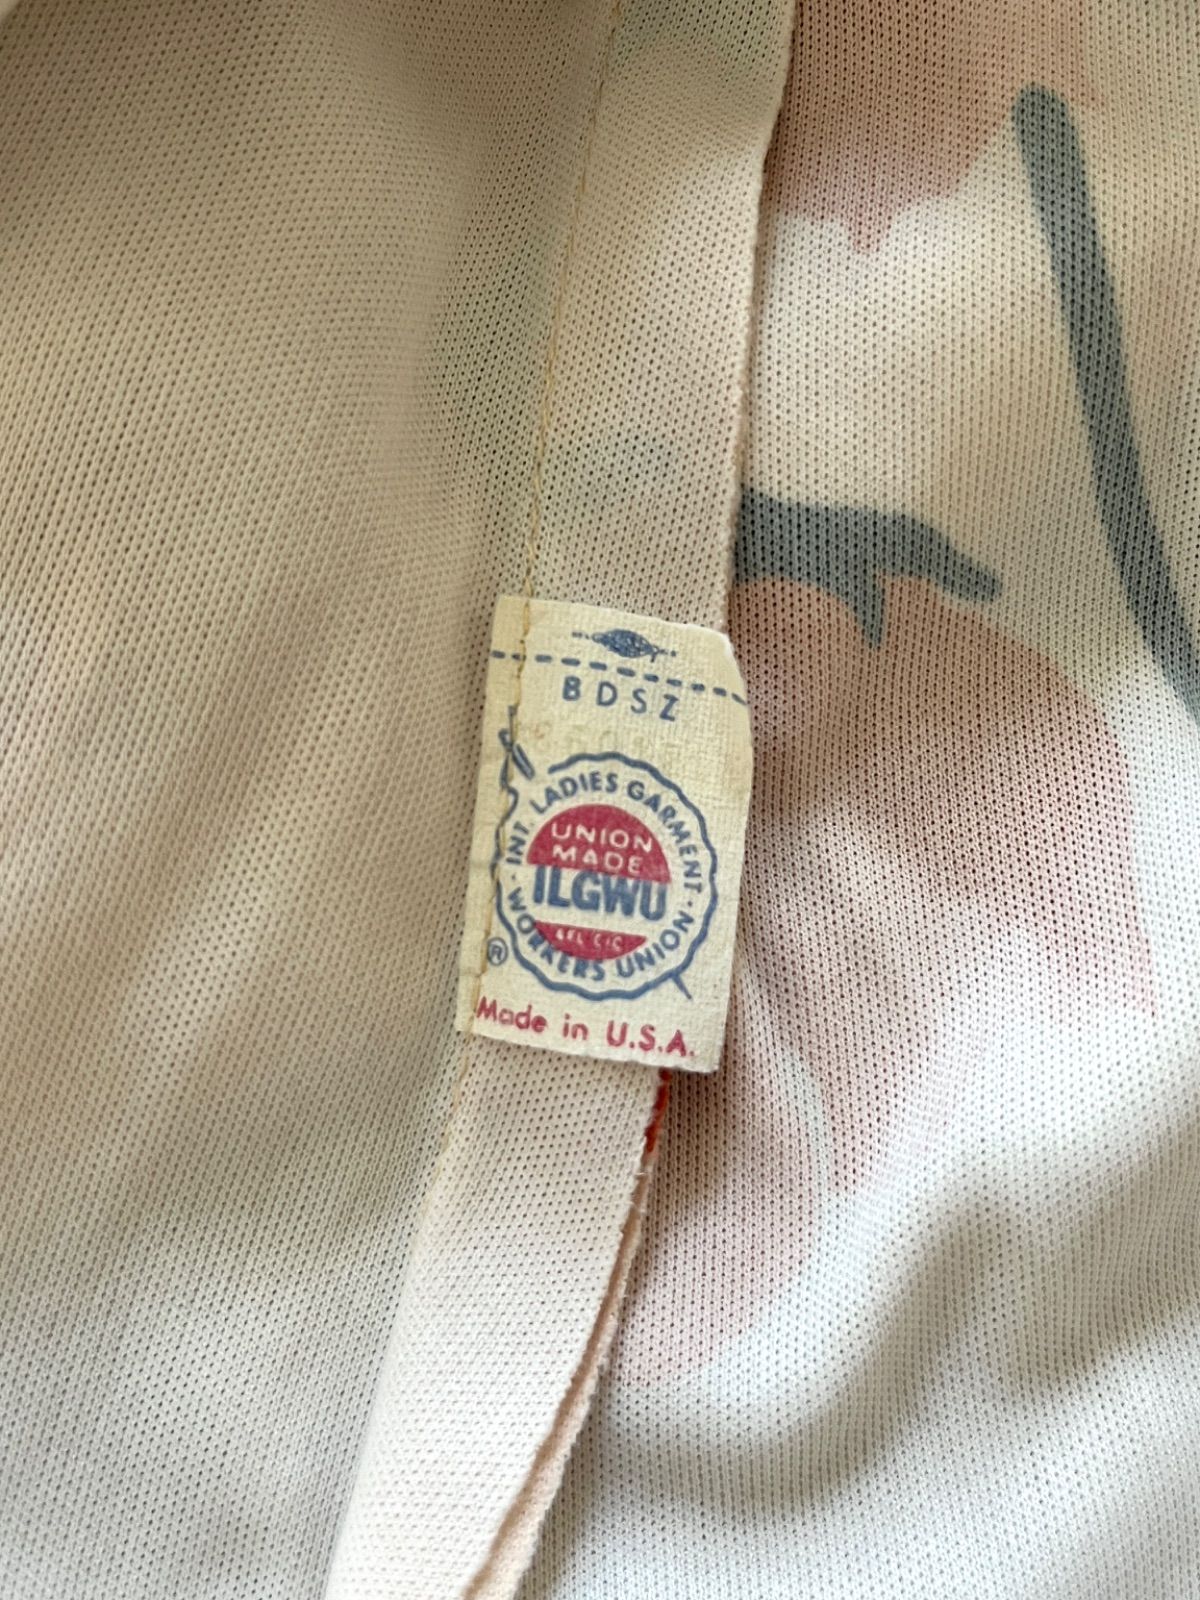 BDSZ
INT. LADIES GARMENT
WORKERS UNION
UNION
MADE
ILGWU
AFL CIO
®
Made in U.S.A.